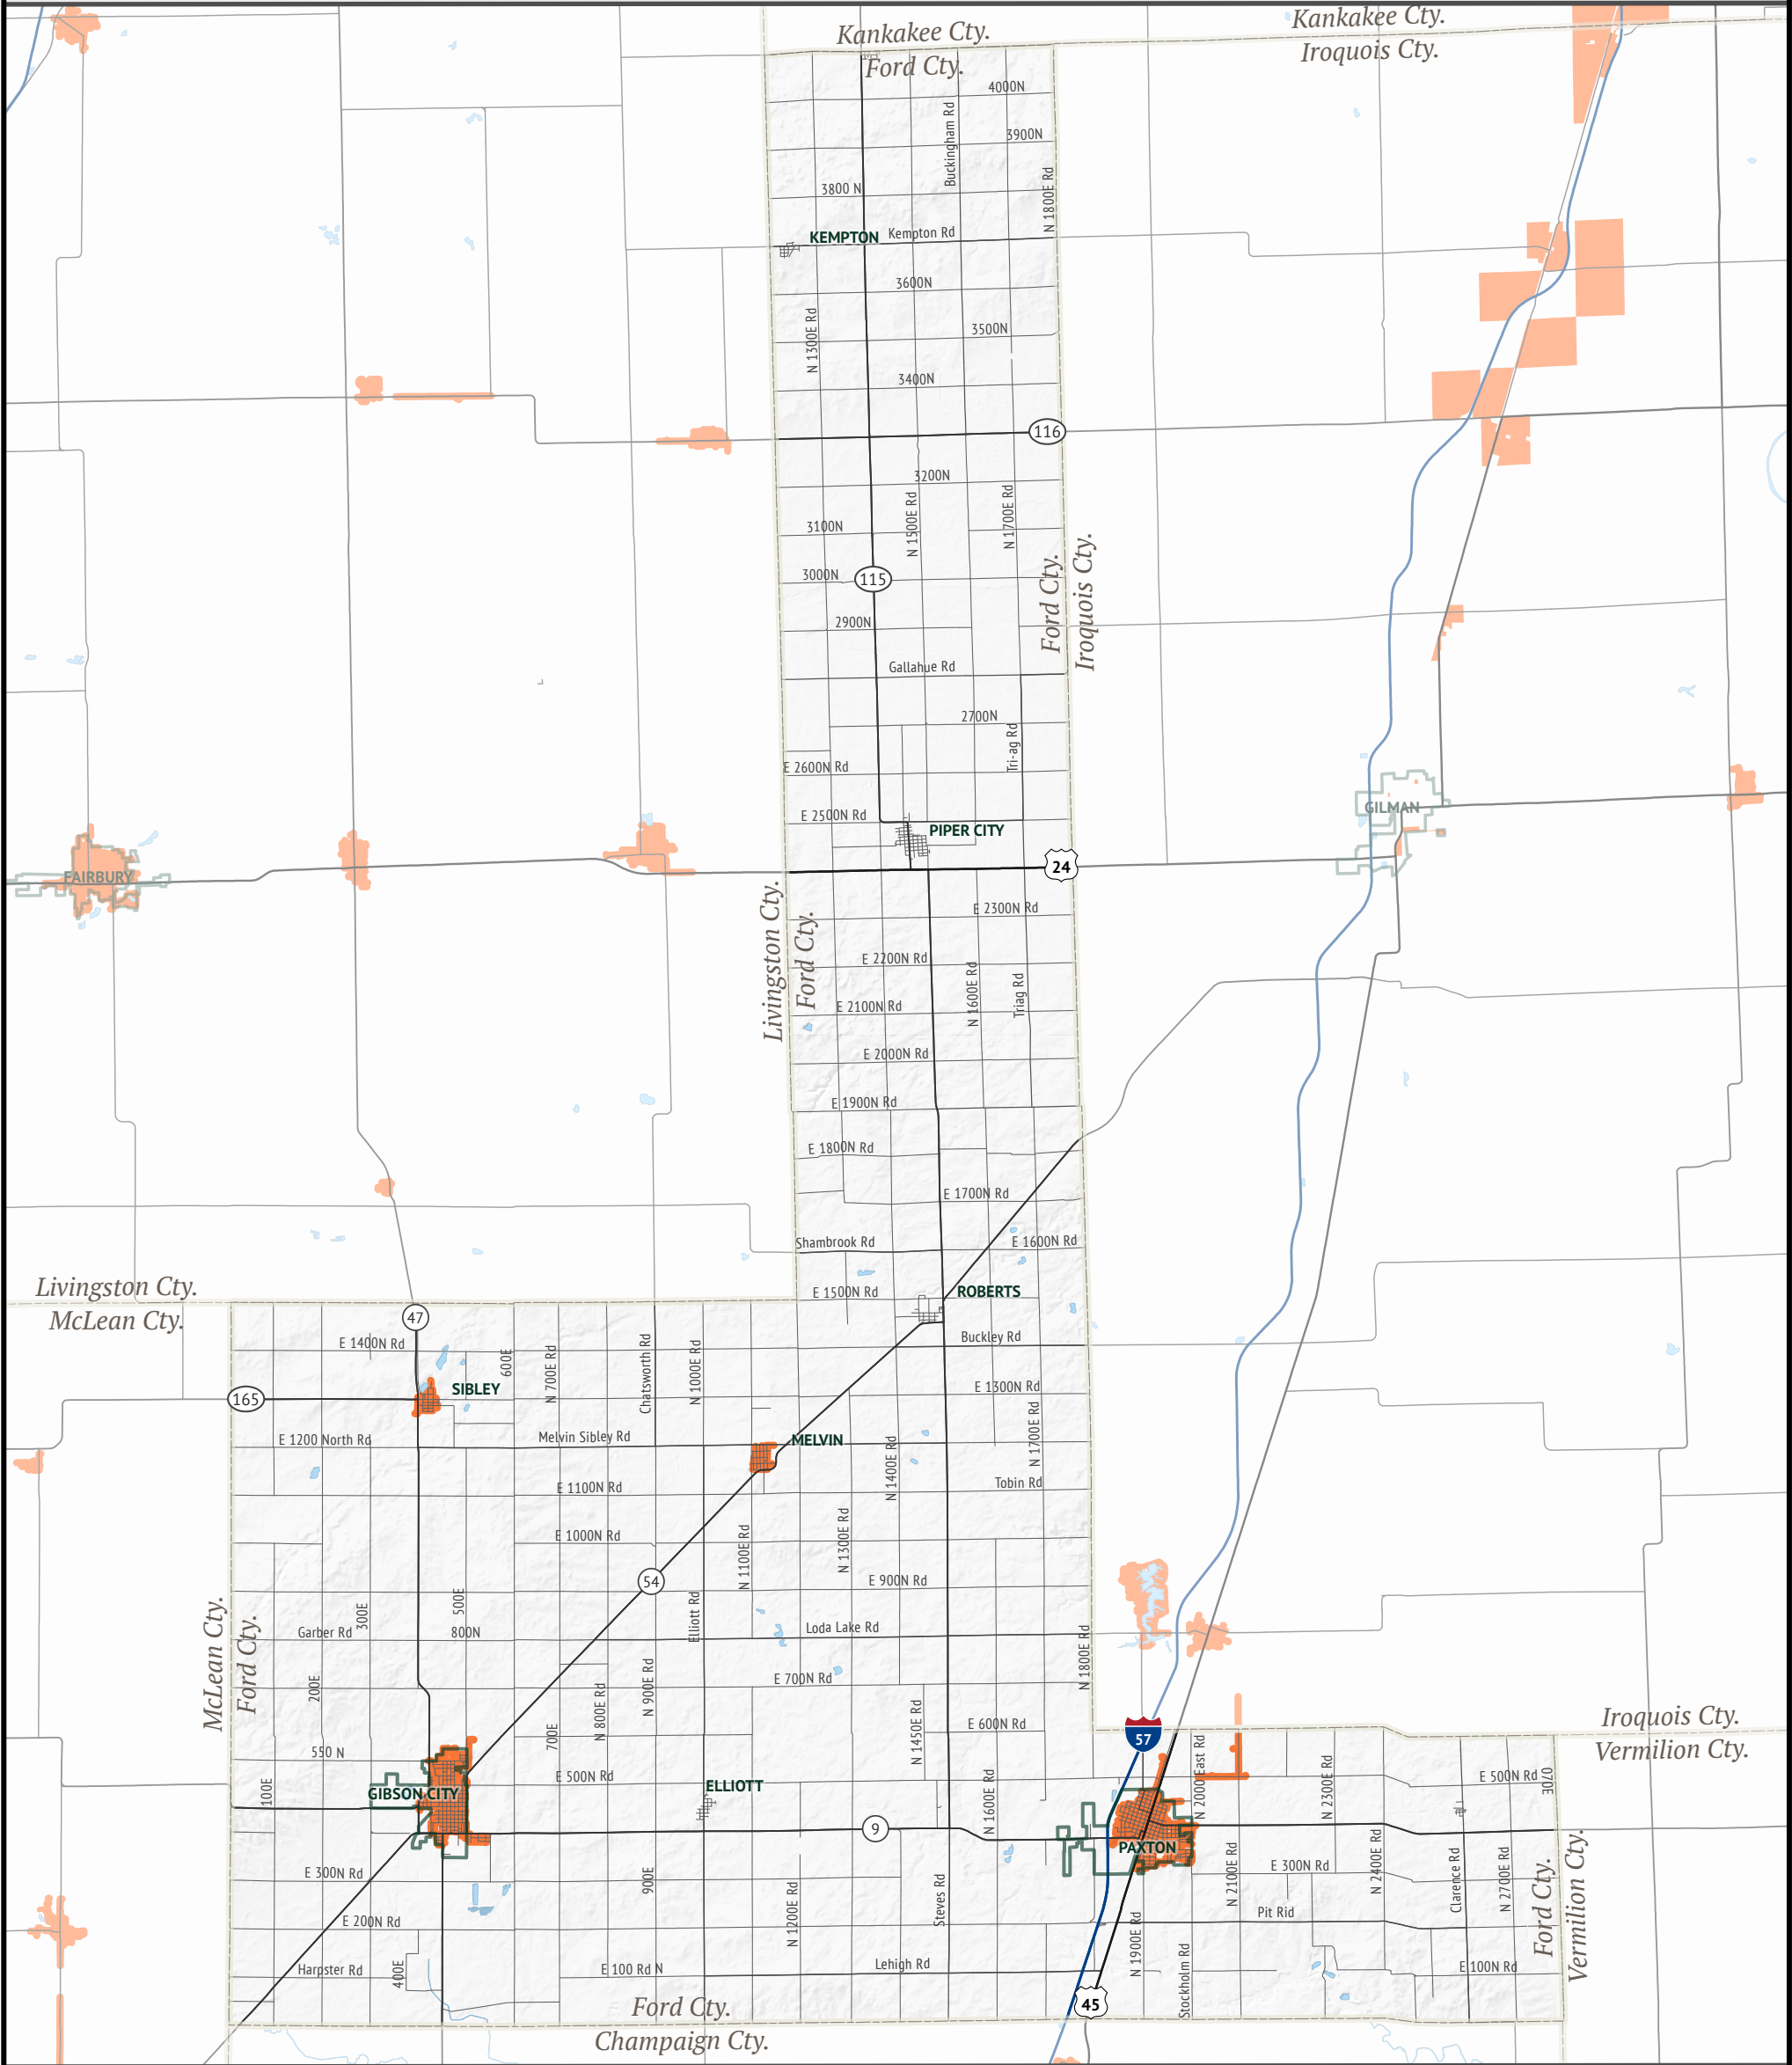 Kankakee Cty.
Ford Cty.
Kankakee Cty.
Iroquois Cty.
4000N
Buckingham Rd
3900N
3800 N
N 1800E Rd
KEMPTON
Kempton Rd
3600N
N 1300E Rd
3500N
3400N
116
3200N
N 1500E Rd
N 1700E Rd
3100N
115
3000N
Ford Cty.
Iroquois Cty.
2900N
Gallahue Rd
2700N
Tri-ag Rd
E 2600N Rd
E 2500N Rd
PIPER CITY
GILMAN
24
FAIRBURY
Livingston Cty.
Ford Cty.
E 2300N Rd
E 2200N Rd
N 1600E Rd
Triag Rd
E 2100N Rd
E 2000N Rd
E 1900N Rd
E 1800N Rd
E 1700N Rd
Shambrook Rd
E 1600N Rd
Livingston Cty.
McLean Cty.
E 1500N Rd
ROBERTS
47
E 1400N Rd
600E
N 700E Rd
Chatsworth Rd
N 1000E Rd
Buckley Rd
165
SIBLEY
E 1300N Rd
E 1200 North Rd
Melvin Sibley Rd
MELVIN
N 1400E Rd
N 1700E Rd
E 1100N Rd
Tobin Rd
E 1000N Rd
N 1100E Rd
N 1300E Rd
54
E 900N Rd
McLean Cty.
Ford Cty.
300E
500E
Elliott Rd
Garber Rd
800N
Loda Lake Rd
N 1800E Rd
200E
N 900E Rd
E 700N Rd
700E
N 800E Rd
N 1450E Rd
E 600N Rd
57
Iroquois Cty.
Vermilion Cty.
550 N
100E
GIBSON CITY
E 500N Rd
ELLIOTT
N 1600E Rd
N 2000 East Rd
N 2300E Rd
E 500N Rd
070E
9
PAXTON
E 300N Rd
900E
N 1200E Rd
Steves Rd
N 2100E Rd
E 300N Rd
N 2400E Rd
Clarence Rd
N 2700E Rd
Ford Cty.
Vermilion Cty.
E 200N Rd
Pit Rid
N 1900E Rd
Harpster Rd
400E
E 100 Rd N
Lehigh Rd
Stockholm Rd
E 100N Rd
45
Ford Cty.
Champaign Cty.